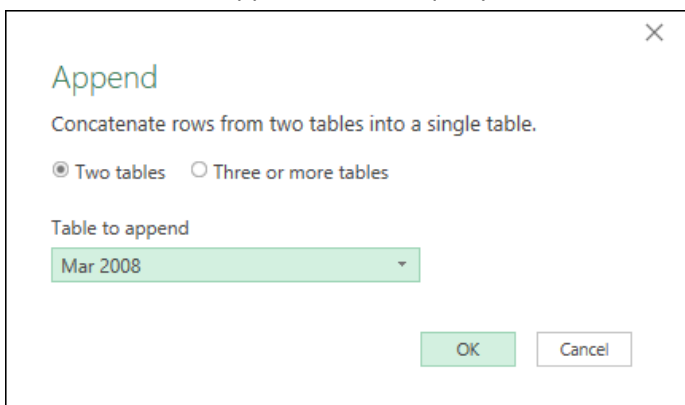 Append
Concatenate rows from two tables into a single table.
Two tables Three or more tables
Table to append
Mar 2008
OK Cancel